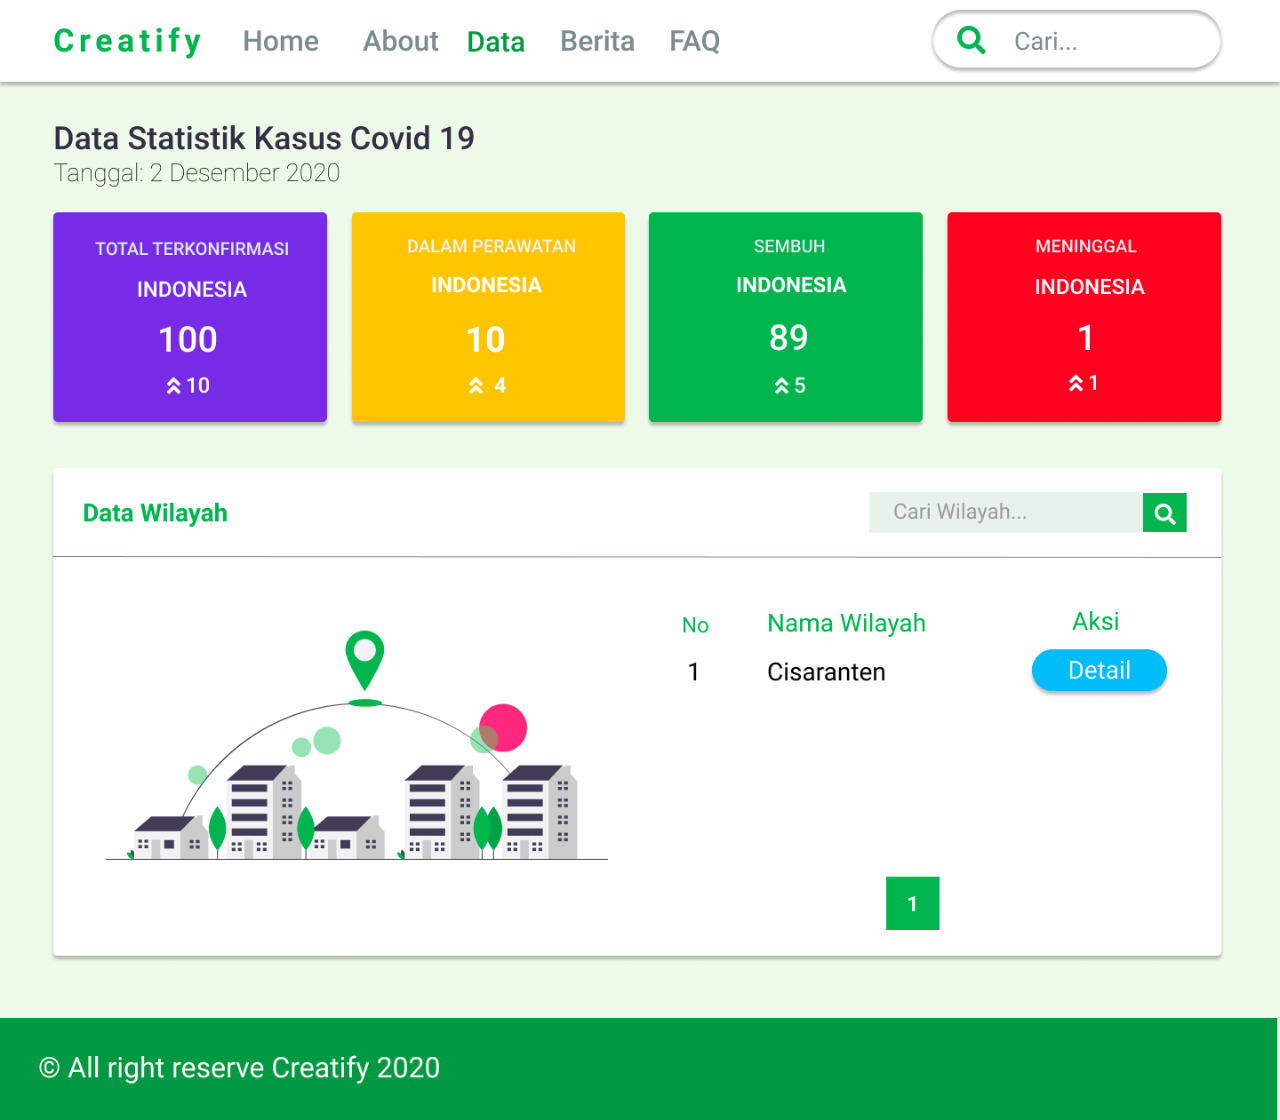 Creatify Home About Data Berita FAQ Cari...
Data Statistik Kasus Covid 19
Tanggal: 2 Desember 2020
TOTAL TERKONFIRMASI
INDONESIA
100
10
DALAM PERAWATAN
INDONESIA
10
4
SEMBUH
INDONESIA
89
5
MENINGGAL
INDONESIA
1
1
Data Wilayah Cari Wilayah...
No Nama Wilayah Aksi
1 Cisaranten Detail
1
© All right reserve Creatify 2020